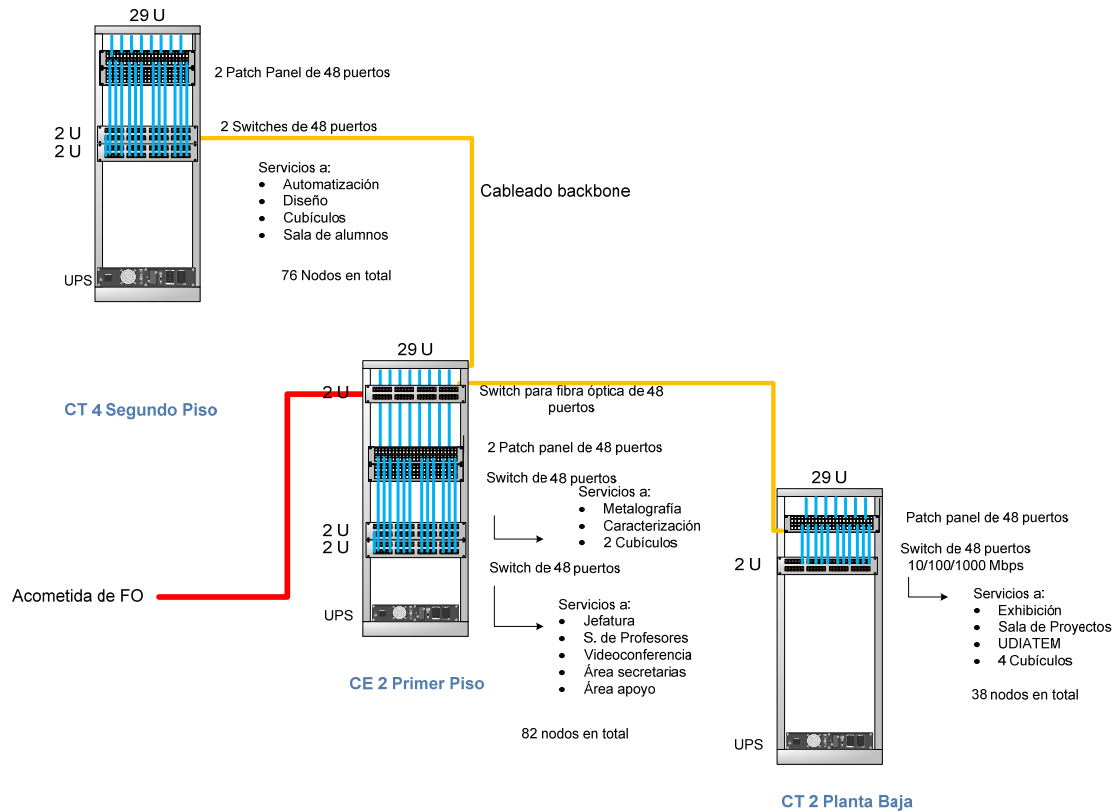 29 U
2 Patch Panel de 48 puertos
2 Switches de 48 puertos
2 U
2 U
Servicios a:
• Automatización
• Diseño
• Cubículos
• Sala de alumnos
76 Nodos en total
UPS
Cableado backbone
CT 4 Segundo Piso
29 U
2 U
Switch para fibra óptica de 48
puertos
2 Patch panel de 48 puertos
Switch de 48 puertos
Servicios a:
• Metalografía
• Caracterización
• 2 Cubículos
2 U
2 U
Switch de 48 puertos
Servicios a:
• Jefatura
• S. de Profesores
• Videoconferencia
• Área secretarias
• Área apoyo
82 nodos en total
UPS
Acometida de FO
CE 2 Primer Piso
29 U
Patch panel de 48 puertos
Switch de 48 puertos
10/100/1000 Mbps
2 U
Servicios a:
• Exhibición
• Sala de Proyectos
• UDIATEM
• 4 Cubículos
38 nodos en total
UPS
CT 2 Planta Baja